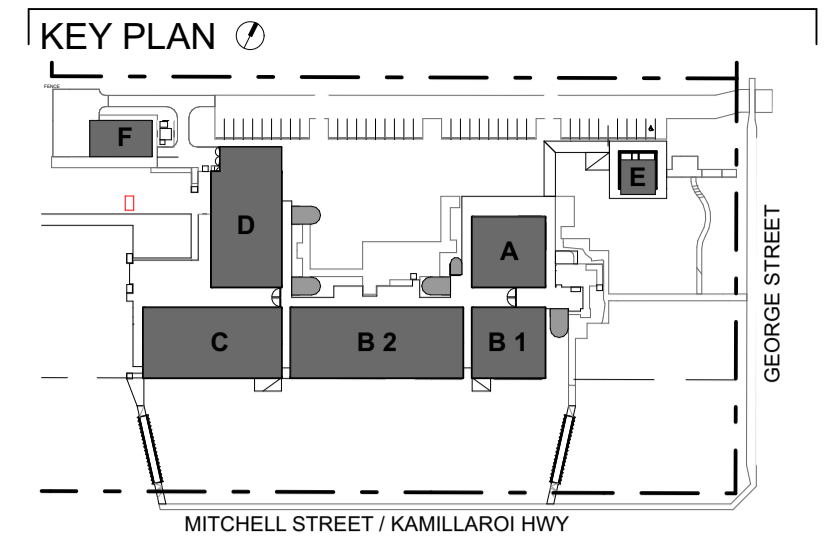 KEY PLAN
FENCE
F
E
D
A
C
B 2
B 1
GEORGE STREET
MITCHELL STREET / KAMILLAROI HWY